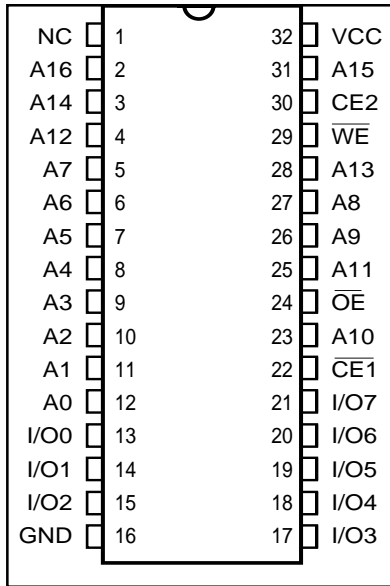 NC 1 32 VCC
A16 2 31 A15
A14 3 30 CE2
A12 4 29 W̅E̅
A7 5 28 A13
A6 6 27 A8
A5 7 26 A9
A4 8 25 A11
A3 9 24 O̅E̅
A2 10 23 A10
A1 11 22 C̅E̅1̅
A0 12 21 I/O7
I/O0 13 20 I/O6
I/O1 14 19 I/O5
I/O2 15 18 I/O4
GND 16 17 I/O3